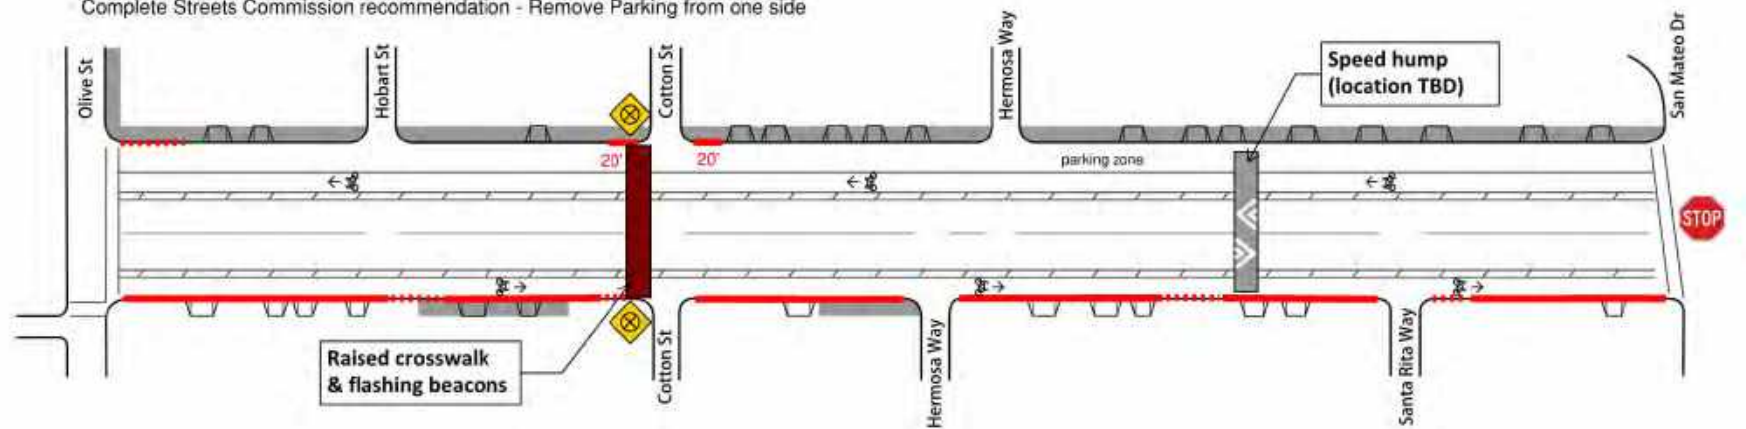 Complete Streets Commission recommendation - Remove Parking from one side
Olive St
Hobart St
Cotton St
Hermosa Way
San Mateo Dr
Speed hump
(location TBD)
20'
20'
parking zone
STOP
Raised crosswalk
& flashing beacons
Cotton St
Hermosa Way
Santa Rita Way